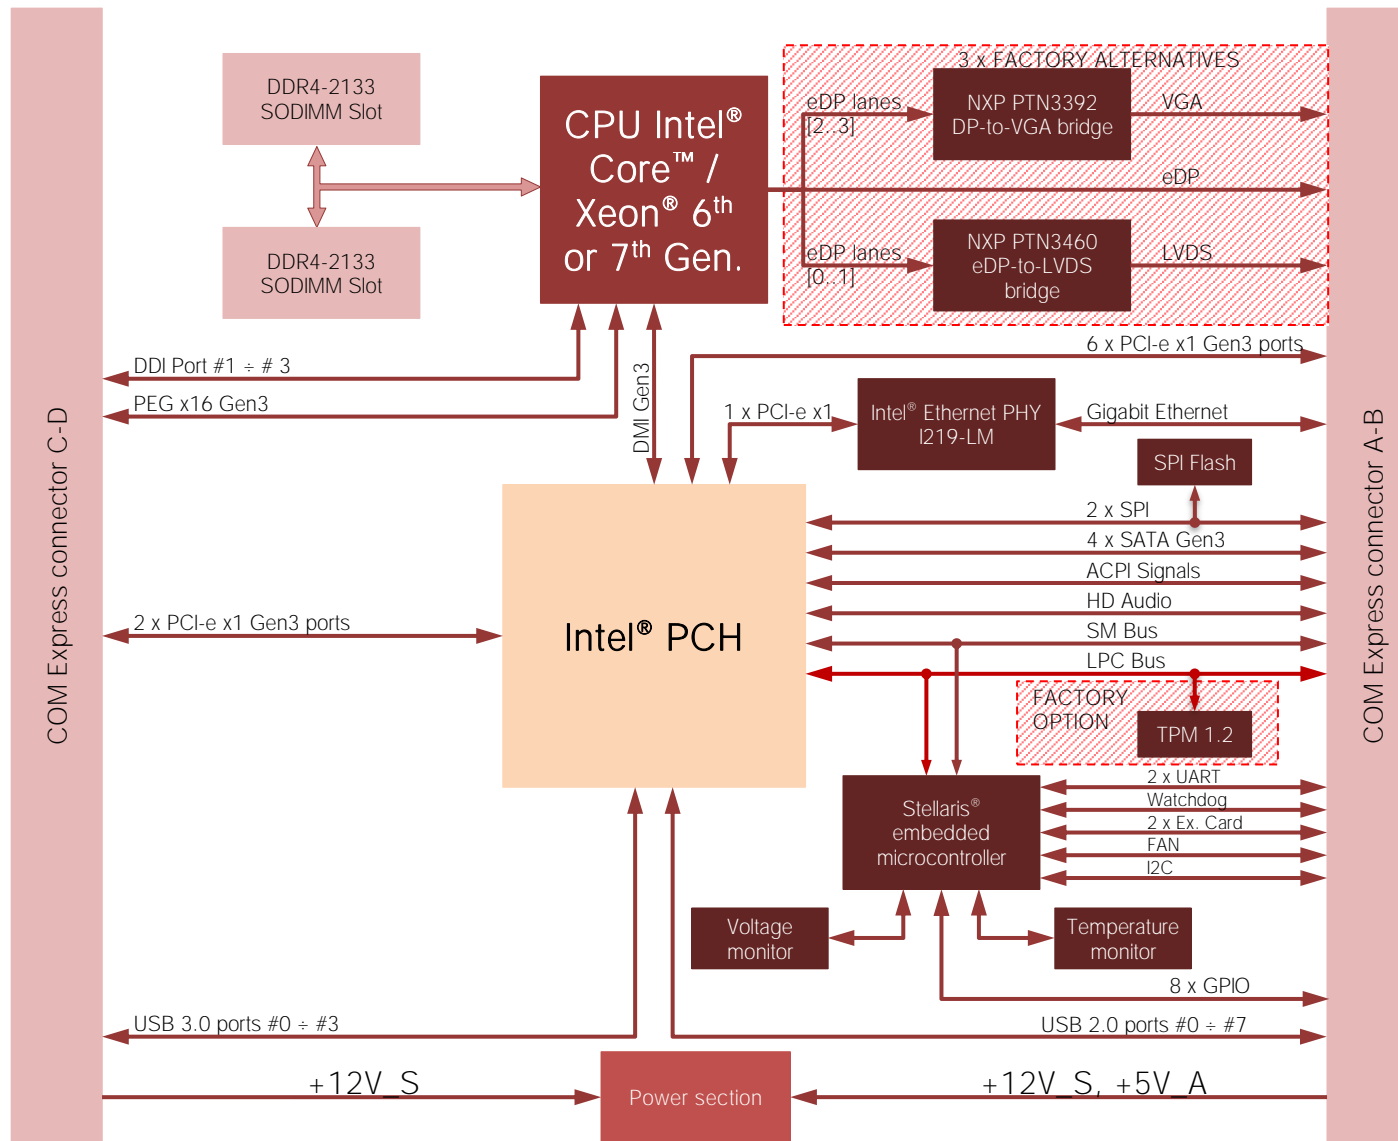 COM Express connector C-D
DDR4-2133
SODIMM Slot
DDR4-2133
SODIMM Slot
CPU Intel®
Core™ /
Xeon® 6th
or 7th Gen.
3 x FACTORY ALTERNATIVES
eDP lanes
[2..3]
NXP PTN3392
DP-to-VGA bridge
VGA
eDP
eDP lanes
[0..1]
NXP PTN3460
eDP-to-LVDS
bridge
LVDS
DDI Port #1 ÷ # 3
PEG x16 Gen3
DMI Gen3
6 x PCI-e x1 Gen3 ports
1 x PCI-e x1
Intel® Ethernet PHY
I219-LM
Gigabit Ethernet
SPI Flash
2 x SPI
4 x SATA Gen3
ACPI Signals
HD Audio
SM Bus
LPC Bus
2 x PCI-e x1 Gen3 ports
Intel® PCH
FACTORY
OPTION
TPM 1.2
Stellaris®
embedded
microcontroller
2 x UART
Watchdog
2 x Ex. Card
FAN
I2C
Voltage
monitor
Temperature
monitor
8 x GPIO
USB 3.0 ports #0 ÷ #3
USB 2.0 ports #0 ÷ #7
+12V_S
Power section
+12V_S, +5V_A
COM Express connector A-B